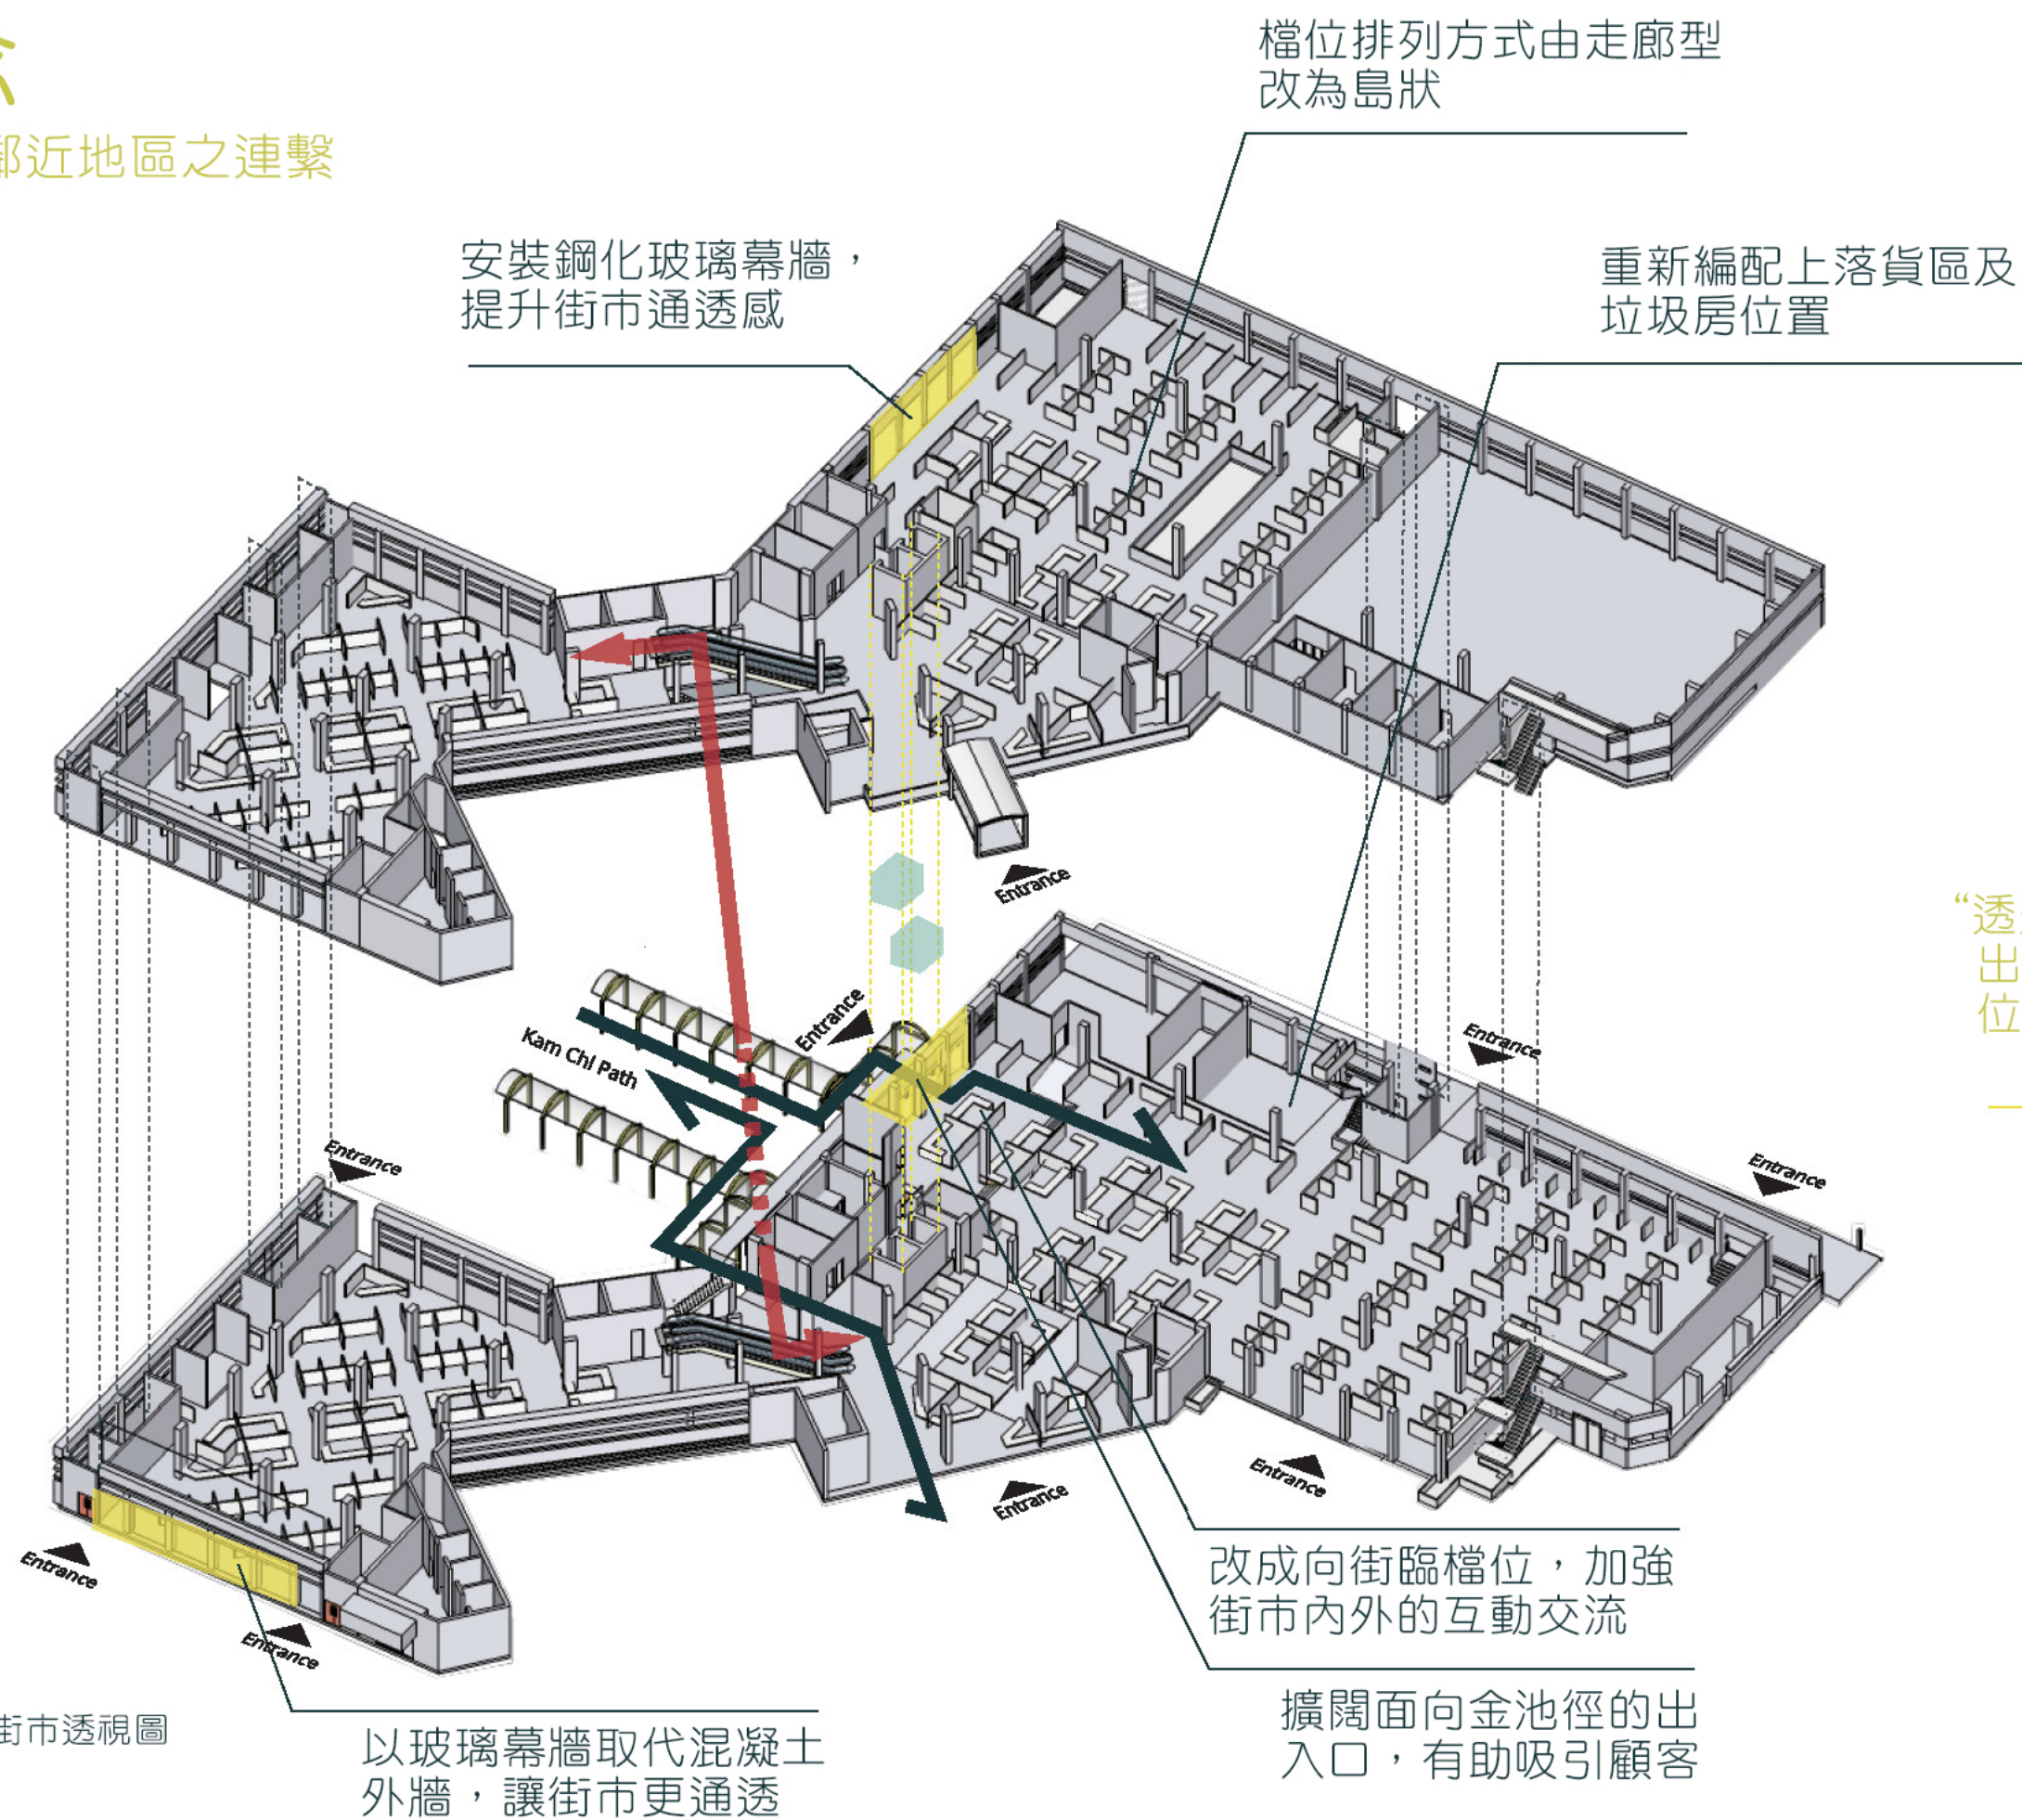 鄰近地區之連繫
檔位排列方式由走廊型
改為島狀
安裝鋼化玻璃幕牆，
提升街市通透感
重新編配上落貨區及
垃圾房位置
Entrance
“透
出
位
Entrance
Kam Chi Path
Entrance
Entrance
Entrance
Entrance
Entrance
Entrance
Entrance
改成向街臨檔位，加強
街市內外的互動交流
擴闊面向金池徑的出
入口，有助吸引顧客
街市透視圖
以玻璃幕牆取代混凝土
外牆，讓街市更通透